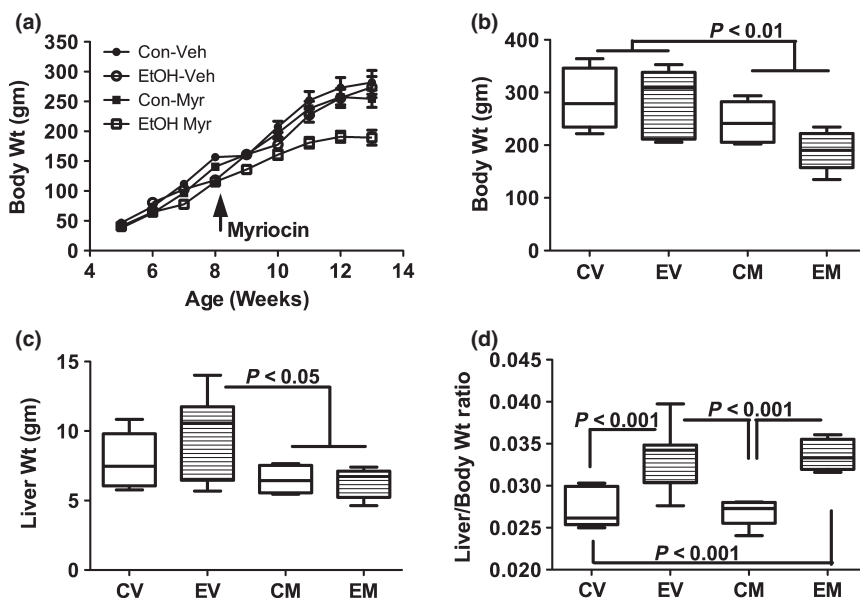 (a)
350
300
250
200
150
100
50
0
Body Wt (gm)
Con-Veh
EtOH-Veh
Con-Myr
EtOH Myr
Myriocin
4 6 8 10 12 14
Age (Weeks)
(b)
400
300
200
100
0
Body Wt (gm)
P < 0.01
CV EV CM EM
(c)
15
10
5
0
Liver Wt (gm)
P < 0.05
CV EV CM EM
(d)
0.045
0.040
0.035
0.030
0.025
0.020
Liver/Body Wt ratio
P < 0.001
P < 0.001
P < 0.001
CV EV CM EM